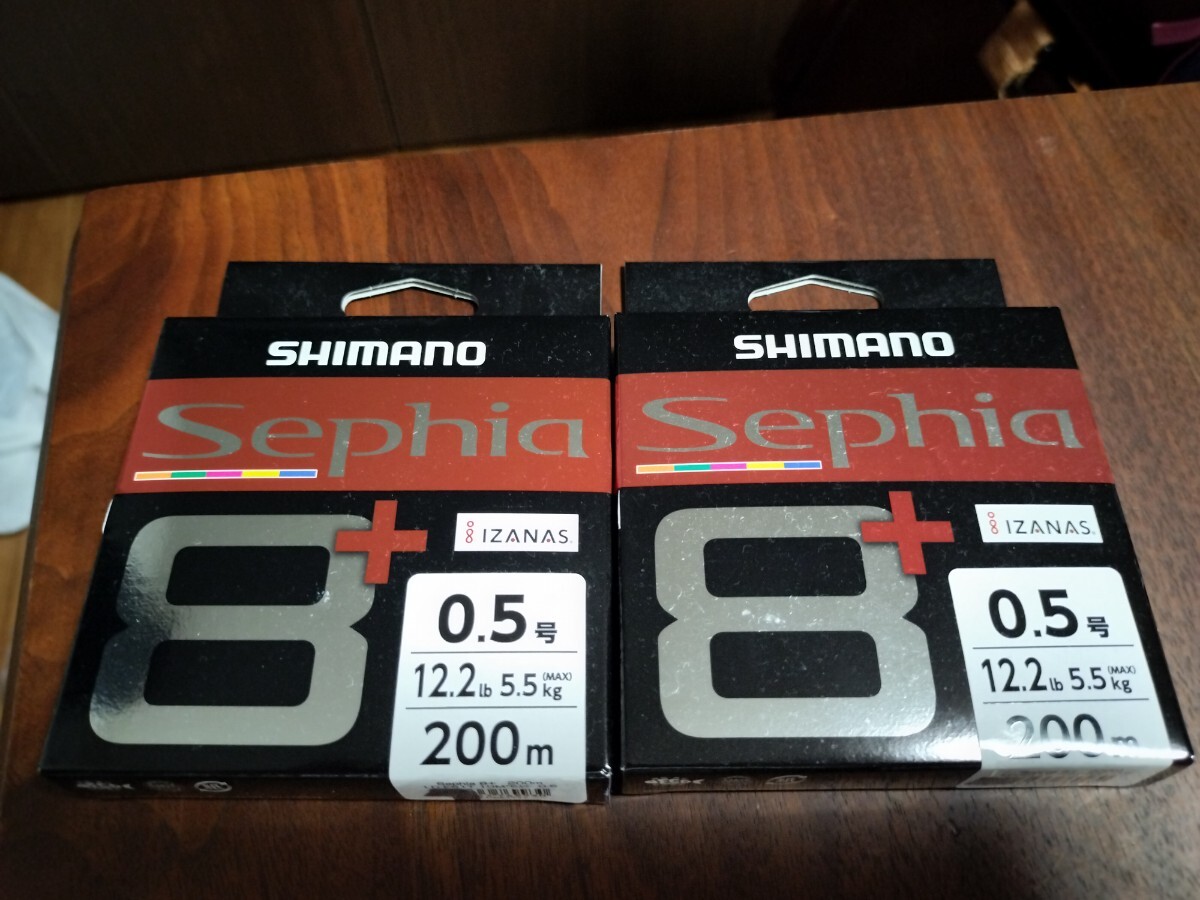 SHIMANO
Sephia
8+
IZANAS
0.5号
12.2lb 5.5kg (MAX)
200m
SHIMANO
Sephia
8+
IZANAS
0.5号
12.2lb 5.5kg (MAX)
200m